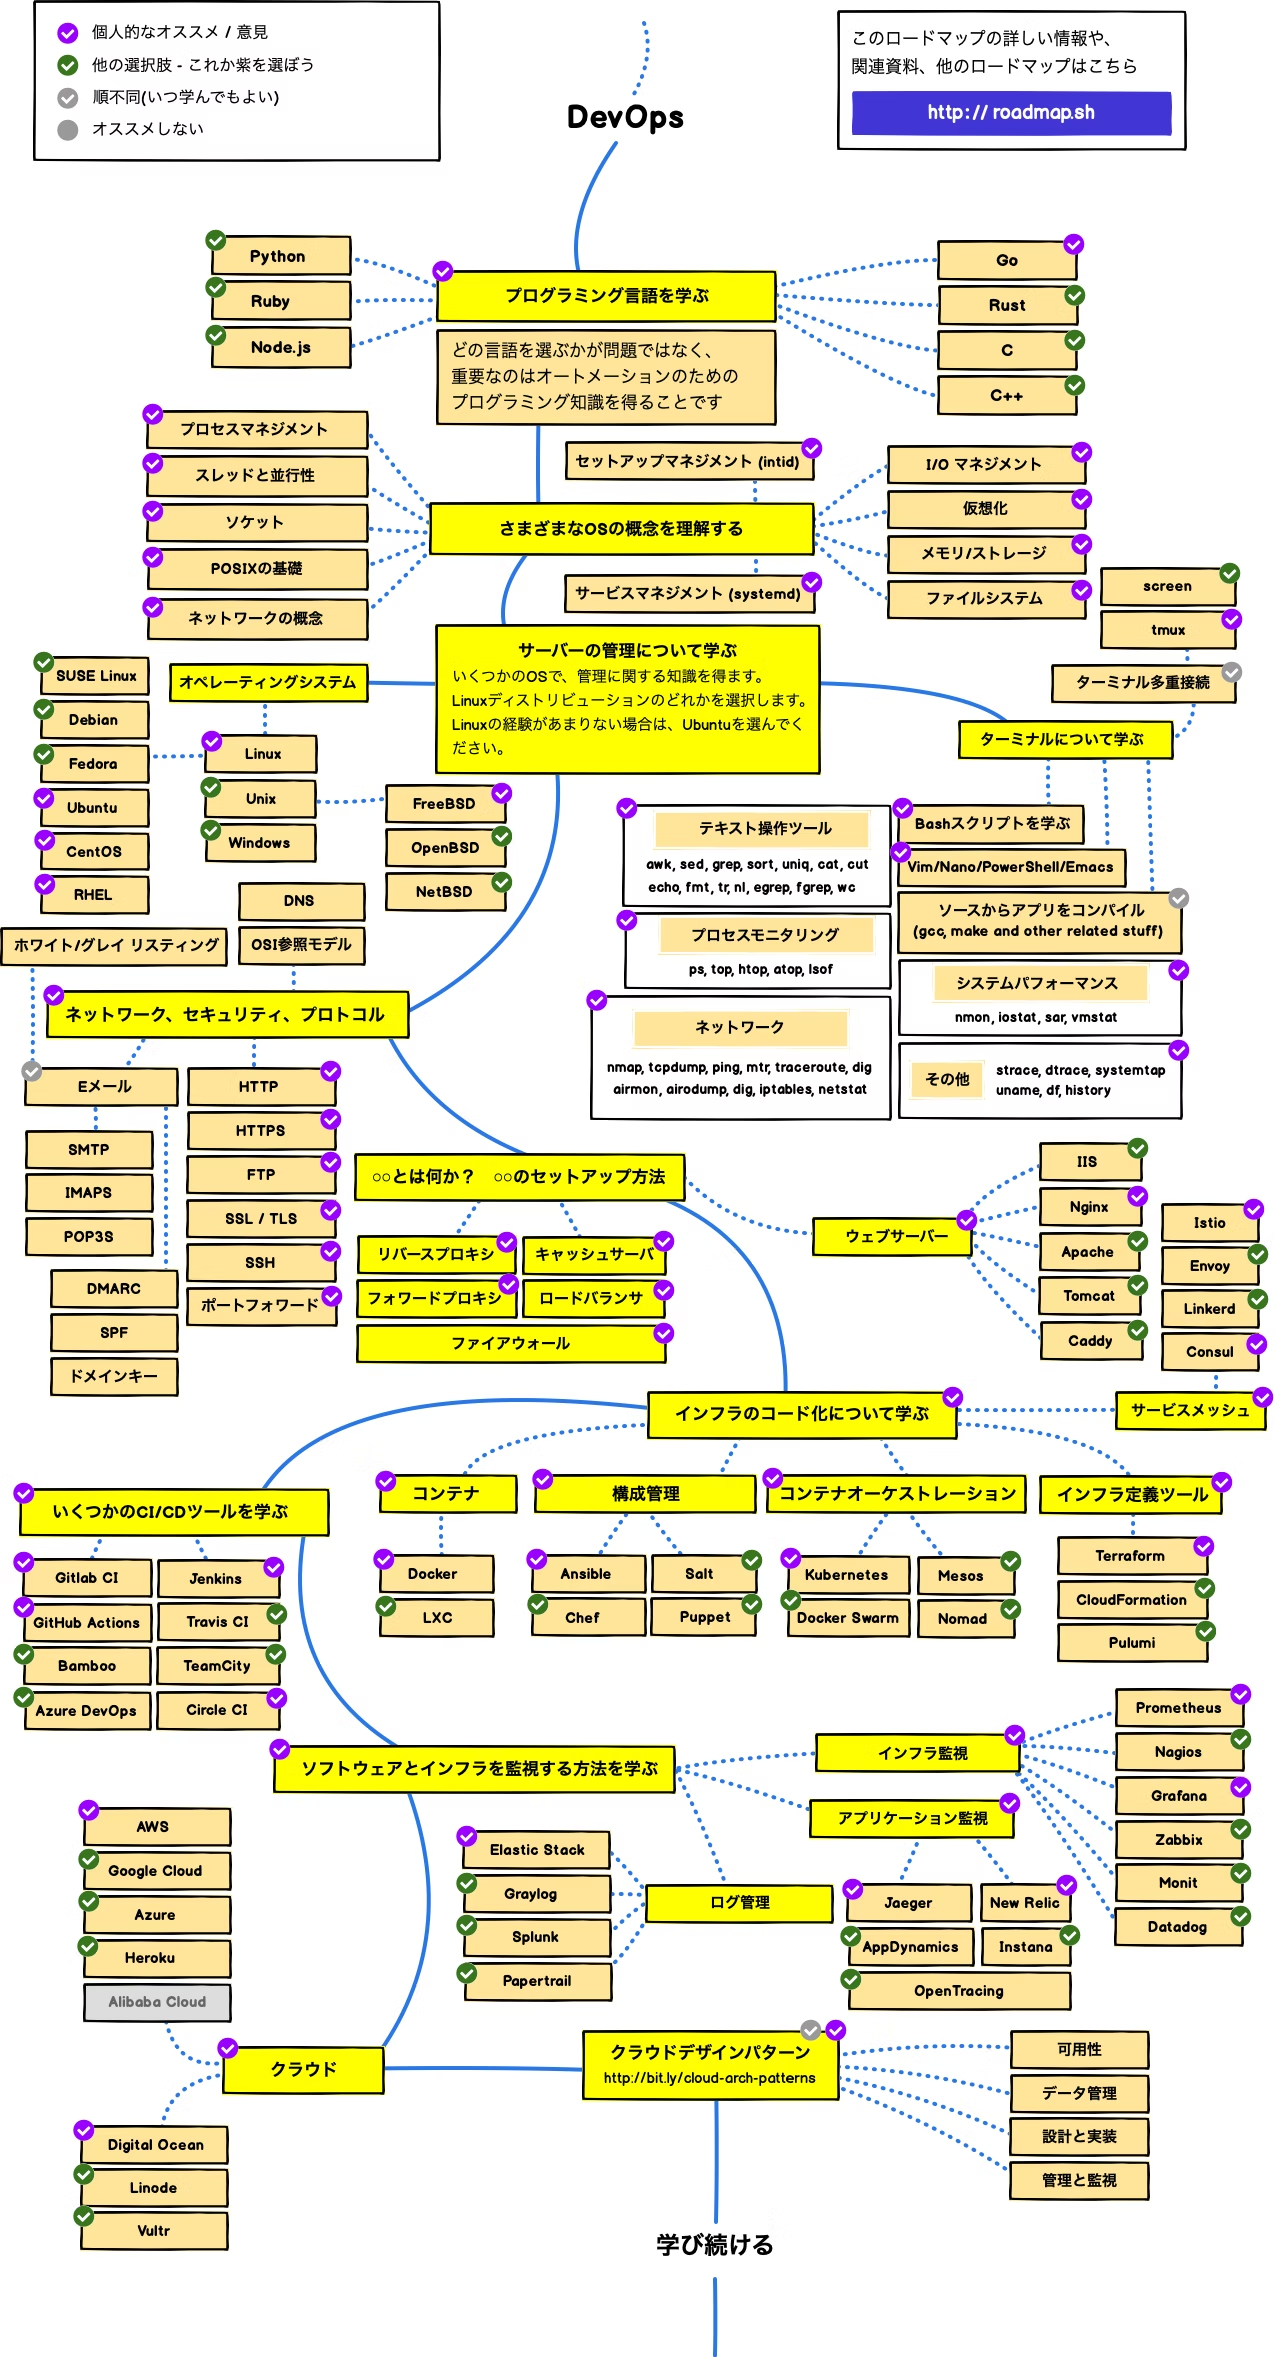 個人的なオススメ / 意見
他の選択肢 - これか紫を選ぼう
順不同(いつ学んでもよい)
オススメしない
このロードマップの詳しい情報や、
関連資料、他のロードマップはこちら
http: // roadmap.sh
DevOps
Python
Ruby
Node.js
プログラミング言語を学ぶ
どの言語を選ぶかが問題ではなく、
重要なのはオートメーションのための
プログラミング知識を得ることです
Go
Rust
C
C++
プロセスマネジメント
スレッドと並行性
ソケット
POSIXの基礎
ネットワークの概念
セットアップマネジメント (intid)
さまざまなOSの概念を理解する
サービスマネジメント (systemd)
I/O マネジメント
仮想化
メモリ/ストレージ
ファイルシステム
screen
tmux
ターミナル多重接続
ターミナルについて学ぶ
サーバーの管理について学ぶ
いくつかのOSで、管理に関する知識を得ます。
Linuxディストリビューションのどれかを選択します。
Linuxの経験があまりない場合は、Ubuntuを選んでく
ださい。
オペレーティングシステム
SUSE Linux
Debian
Fedora
Ubuntu
CentOS
RHEL
Linux
Unix
Windows
FreeBSD
OpenBSD
NetBSD
テキスト操作ツール
awk, sed, grep, sort, uniq, cat, cut
echo, fmt, tr, nl, egrep, fgrep, wc
プロセスモニタリング
ps, top, htop, atop, lsof
ネットワーク
nmap, tcpdump, ping, mtr, traceroute, dig
airmon, airodump, dig, iptables, netstat
Bashスクリプトを学ぶ
Vim/Nano/PowerShell/Emacs
ソースからアプリをコンパイル
(gcc, make and other related stuff)
システムパフォーマンス
nmon, iostat, sar, vmstat
その他
strace, dtrace, systemtap
uname, df, history
DNS
OSI参照モデル
ホワイト/グレイ リスティング
ネットワーク、セキュリティ、プロトコル
Eメール
SMTP
IMAPS
POP3S
DMARC
SPF
ドメインキー
HTTP
HTTPS
FTP
SSL / TLS
SSH
ポートフォワード
○○とは何か？　○○のセットアップ方法
リバースプロキシ
キャッシュサーバ
フォワードプロキシ
ロードバランサ
ファイアウォール
ウェブサーバー
IIS
Nginx
Apache
Tomcat
Caddy
Istio
Envoy
Linkerd
Consul
サービスメッシュ
インフラのコード化について学ぶ
コンテナ
Docker
LXC
構成管理
Ansible
Salt
Chef
Puppet
コンテナオーケストレーション
Kubernetes
Mesos
Docker Swarm
Nomad
インフラ定義ツール
Terraform
CloudFormation
Pulumi
いくつかのCI/CDツールを学ぶ
Gitlab CI
Jenkins
GitHub Actions
Travis CI
Bamboo
TeamCity
Azure DevOps
Circle CI
ソフトウェアとインフラを監視する方法を学ぶ
インフラ監視
Prometheus
Nagios
Grafana
Zabbix
Monit
Datadog
アプリケーション監視
Jaeger
New Relic
AppDynamics
Instana
OpenTracing
ログ管理
Elastic Stack
Graylog
Splunk
Papertrail
AWS
Google Cloud
Azure
Heroku
Alibaba Cloud
クラウド
Digital Ocean
Linode
Vultr
クラウドデザインパターン
http://bit.ly/cloud-arch-patterns
可用性
データ管理
設計と実装
管理と監視
学び続ける